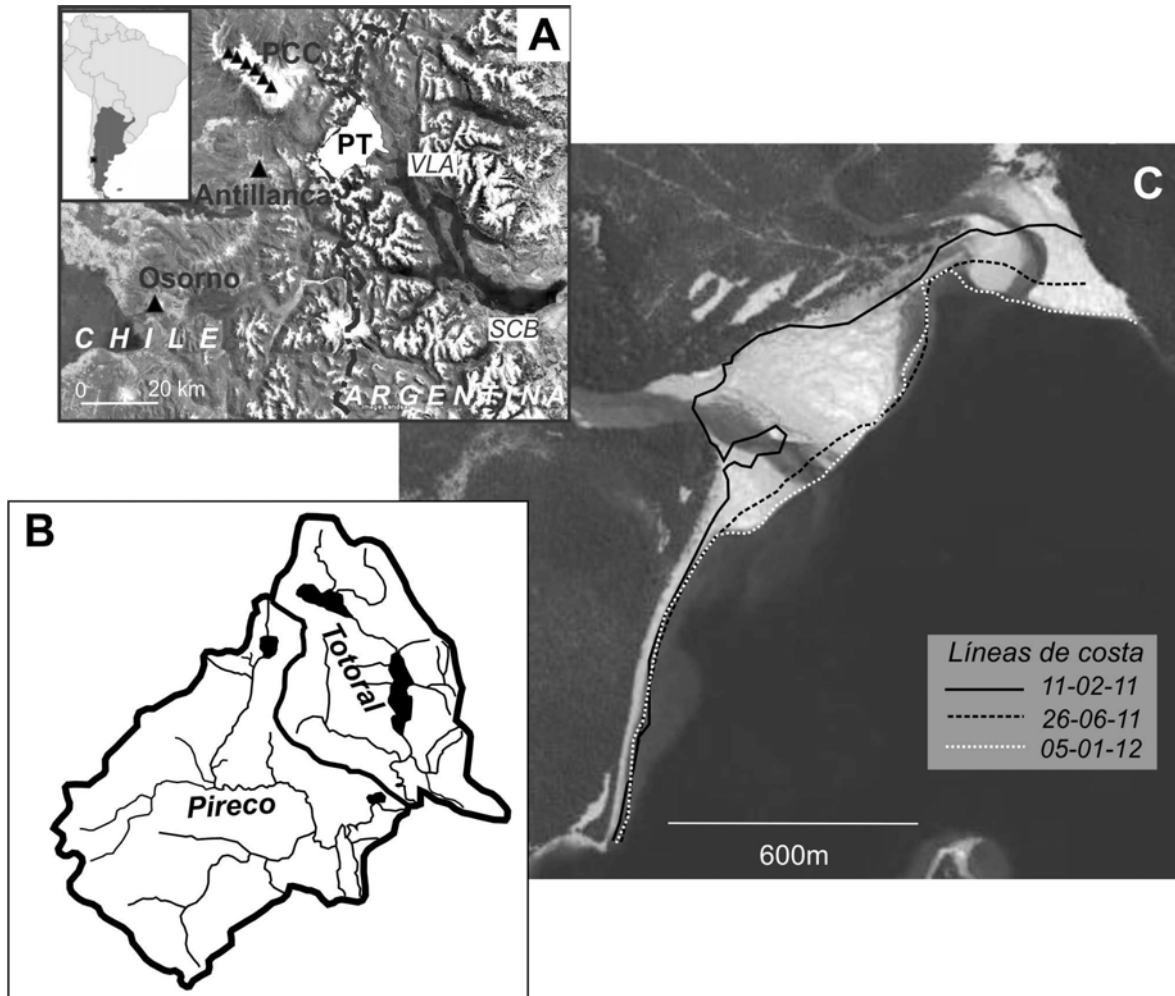 A
PCC
PT
VLA
Antillanca
Osorno
SCB
CHILE
0 20 km
ARGENTINA
C
Líneas de costa
11-02-11
26-06-11
05-01-12
600m
B
Totoral
Pireco